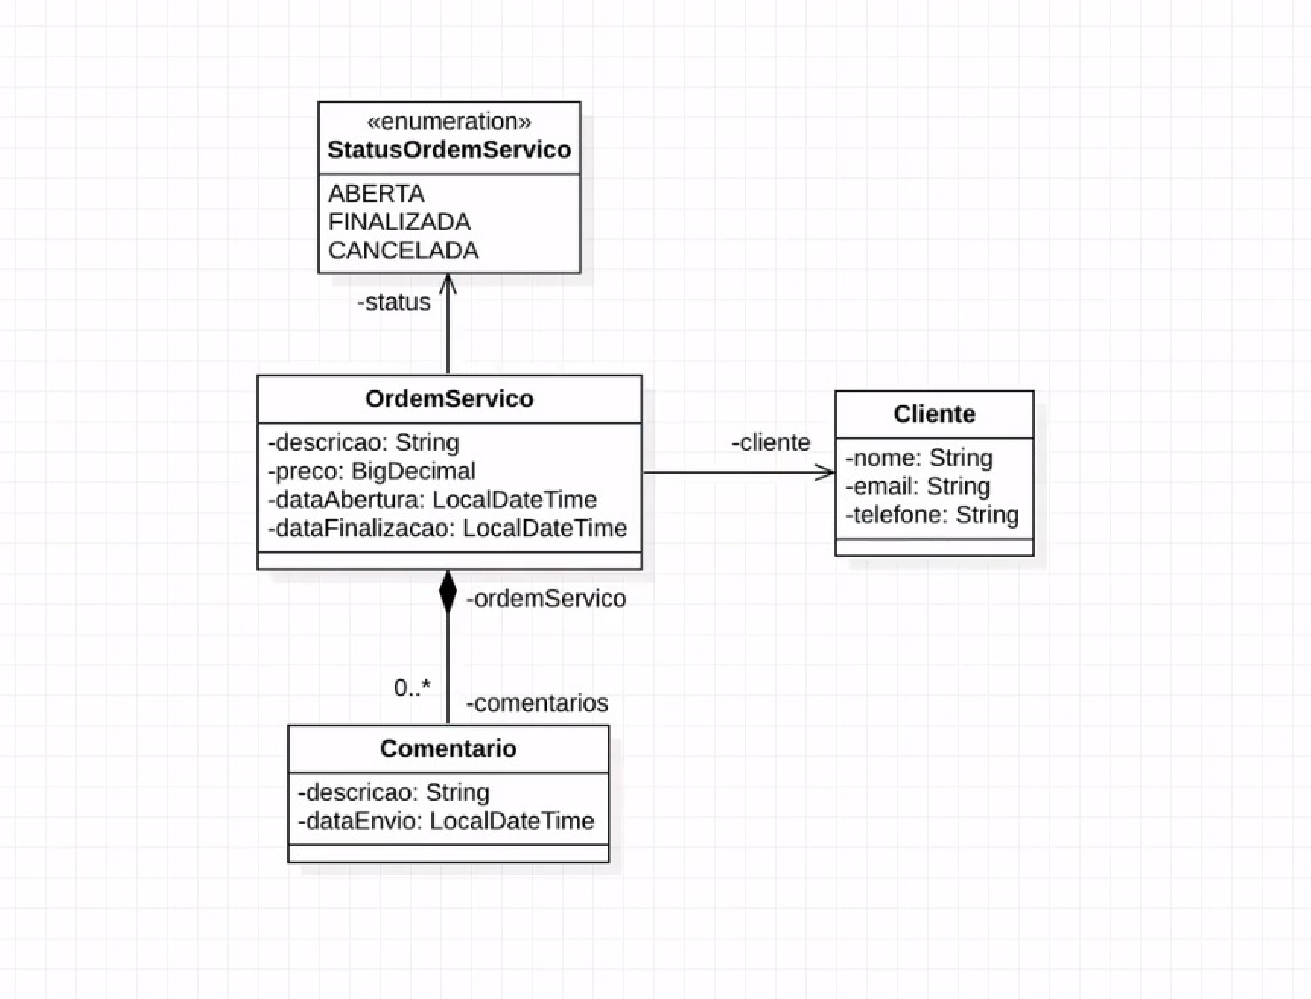 «enumeration»
StatusOrdemServico
ABERTA
FINALIZADA
CANCELADA
-status
OrdemServico
-descricao: String
-preco: BigDecimal
-dataAbertura: LocalDateTime
-dataFinalizacao: LocalDateTime
-cliente
Cliente
-nome: String
-email: String
-telefone: String
-ordemServico
0..*
-comentarios
Comentario
-descricao: String
-dataEnvio: LocalDateTime